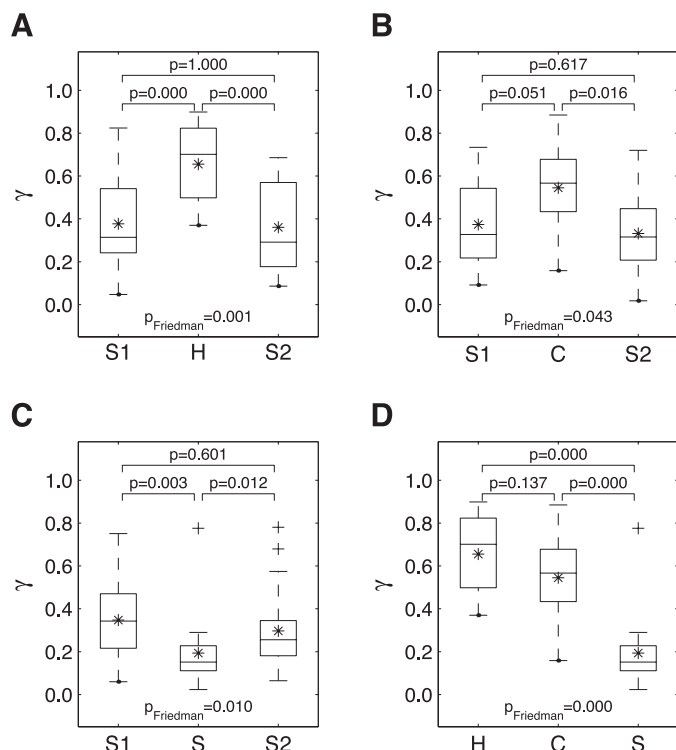 A
p=1.000
p=0.000 p=0.000
1.0
0.8
0.6
0.4
0.2
0.0
γ
p_Friedman=0.001
S1 H S2
B
p=0.617
p=0.051 p=0.016
1.0
0.8
0.6
0.4
0.2
0.0
γ
p_Friedman=0.043
S1 C S2
C
p=0.601
p=0.003 p=0.012
1.0
0.8
0.6
0.4
0.2
0.0
γ
p_Friedman=0.010
S1 S S2
D
p=0.000
p=0.137 p=0.000
1.0
0.8
0.6
0.4
0.2
0.0
γ
p_Friedman=0.000
H C S